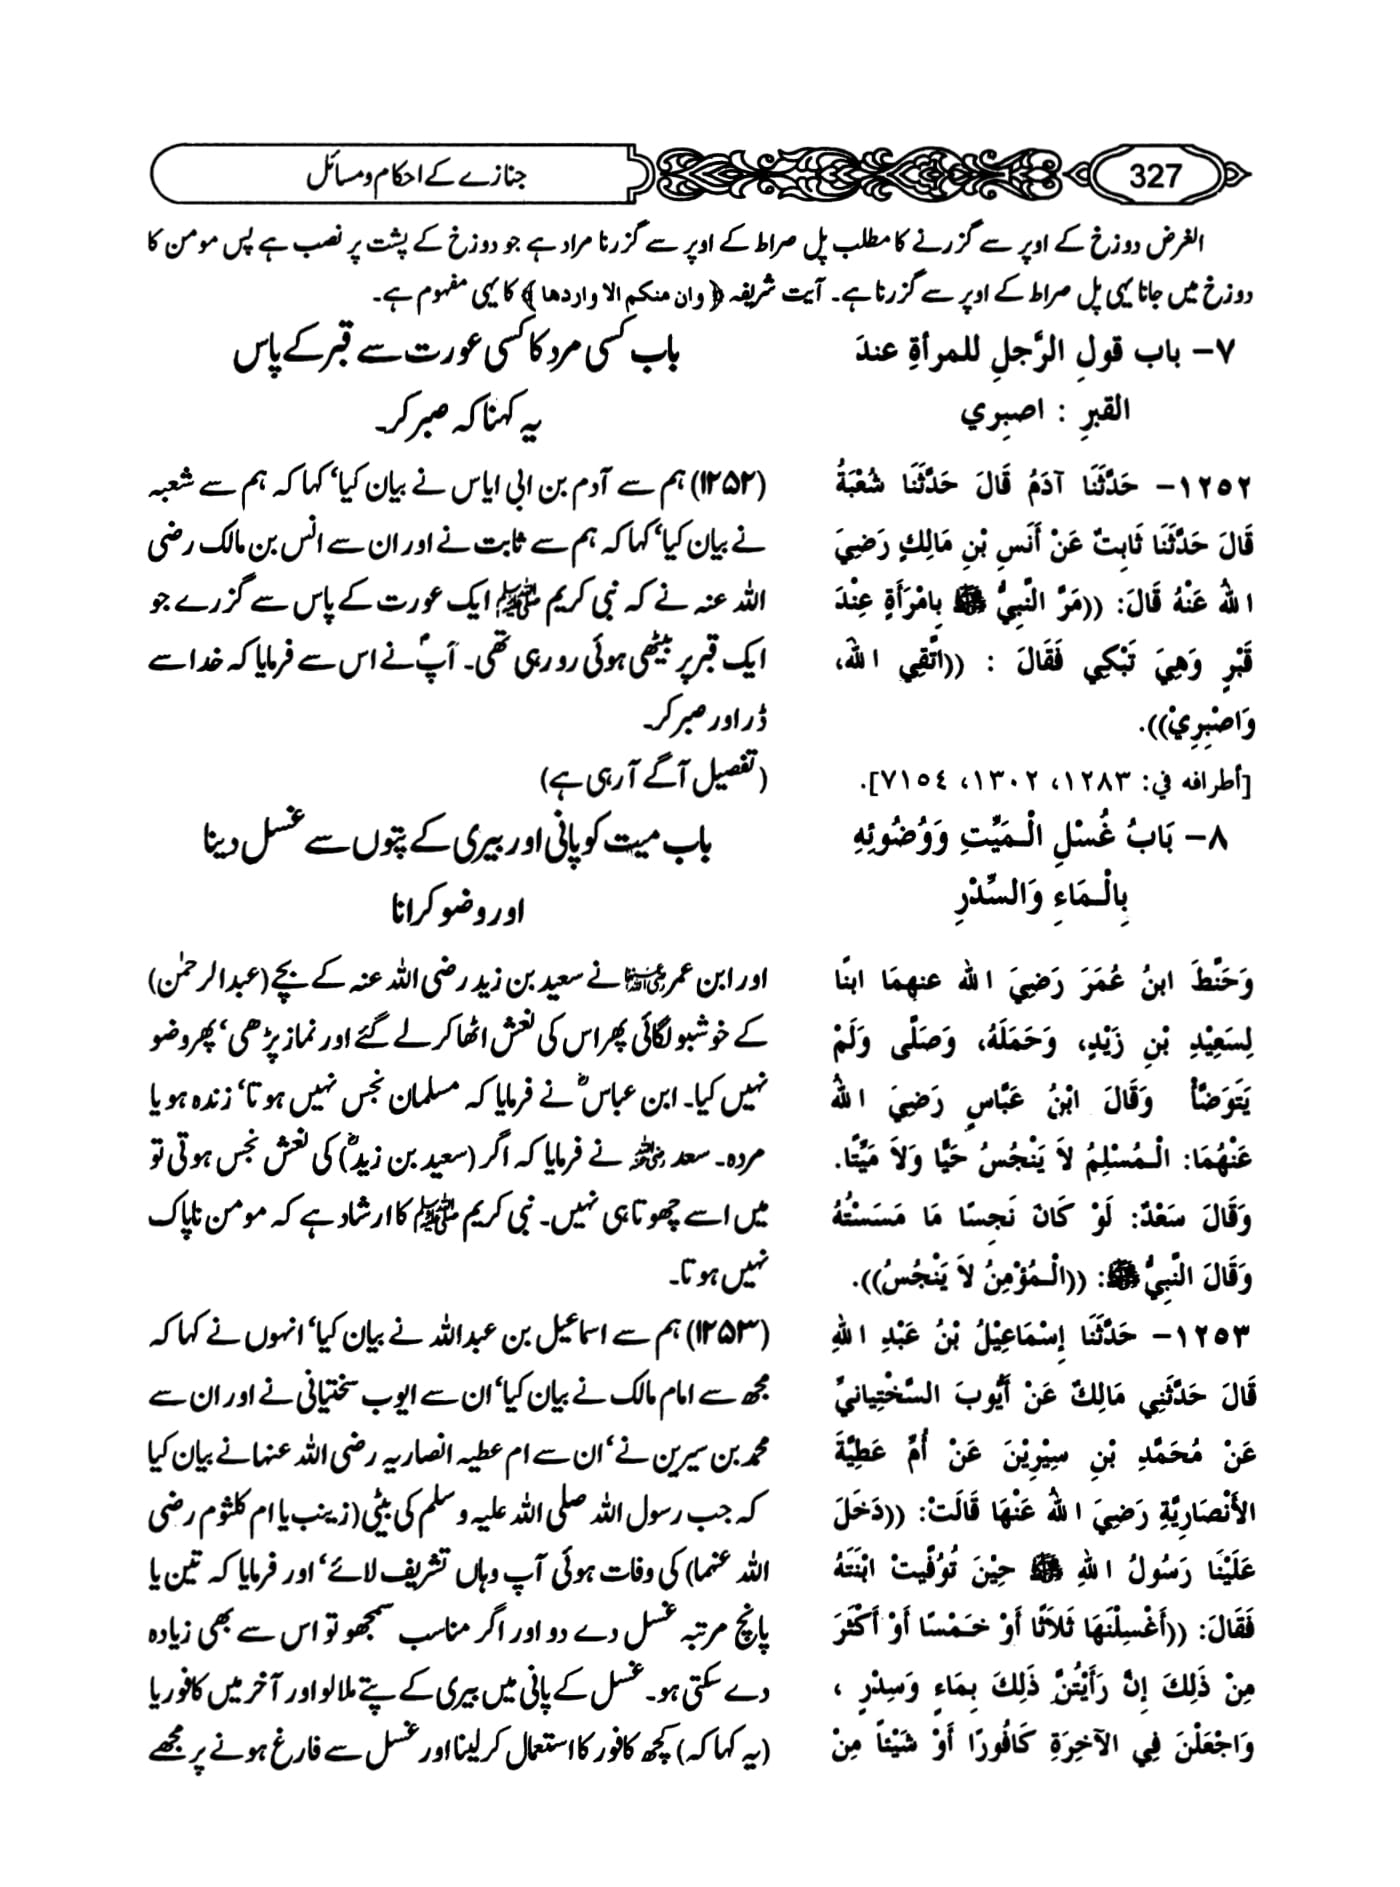 327
جنازے کے احکام و مسائل
الغرض دوزخ کے اوپر سے گزرنے کا مطلب پل صراط کے اوپر سے گزرنا مراد ہے جو دوزخ کے پشت پر نصب ہے پس مومن کا
دوزخ میں جانا یہی پل صراط کے اوپر سے گزرنا ہے۔ آیت شریفہ ﴿وان منکم الا واردھا﴾ کا یہی مفہوم ہے۔
٧- باب قولِ الرَّجلِ للمرأةِ عندَ
القبرِ : اصبِري
١٢٥٢- حَدَّثَنَا آدَمُ قَالَ حَدَّثَنَا شُعْبَةُ
قَالَ حَدَّثَنَا ثَابِتٌ عَنْ أَنَسِ بْنِ مَالِكٍ رَضِيَ
اللهُ عَنْهُ قَالَ: ((مَرَّ النَّبِيُّ ﷺ بِامْرَأَةٍ عِنْدَ
قَبْرٍ وَهِيَ تَبْكِي فَقَالَ : ((اتَّقِي اللهَ،
وَاصْبِرِيْ)).
[أطرافه في: ١٢٨٣، ١٣٠٢، ٧١٥٤].
٨- بَابُ غُسْلِ الْـمَيِّتِ وَوُضُوئِهِ
بِالْـمَاءِ وَالسِّدْرِ
وَحَنَّطَ ابنُ عُمَرَ رَضِيَ الله عنهِمَا ابنًا
لِسَعِيْدِ بْنِ زَيْدٍ، وَحَمَلَهُ، وَصَلَّى وَلَمْ
يَتَوَضَّأْ وَقَالَ ابْنُ عَبَّاسٍ رَضِيَ اللهُ
عَنْهُمَا: الْـمُسْلِمُ لاَ يَنْجُسُ حَيًّا وَلاَ مَيِّتًا.
وَقَالَ سَعْدٌ: لَوْ كَانَ نَجِسًا مَا مَسَسْتُهُ
وَقَالَ النَّبِيُّ ﷺ: ((الْـمُؤْمِنُ لاَ يَنْجُسُ)).
١٢٥٣- حَدَّثَنَا إِسْمَاعِيْلُ بْنُ عَبْدِ اللهِ
قَالَ حَدَّثَنِي مَالِكٌ عَنْ أَيُّوبَ السَّخْتِيانيِّ
عَنْ مُحَمَّدِ بْنِ سِيْرِيْنَ عَنْ أُمِّ عَطِيَّةَ
الأَنْصَارِيَّةِ رَضِيَ اللهُ عَنْهَا قَالَتْ: ((دَخَلَ
عَلَيْنَا رَسُولُ اللهِ ﷺ حِيْنَ تُوُفِّيَتْ ابْنَتَهُ
فَقَالَ: ((أَغْسِلْنَهَا ثَلاَثًا أَوْ خَـمْسًا أَوْ أَكْثَرَ
مِنْ ذَلِكَ إِنْ رَأَيْتُنَّ ذَلِكَ بِمَاءٍ وَسِدْرٍ ،
وَاجْعَلْنَ فِي الآخِرَةِ كَافُورًا أَوْ شَيْئاً مِنْ
باب کسی مرد کا کسی عورت سے قبر کے پاس
یہ کہنا کہ صبر کر۔
(۱۲۵۲) ہم سے آدم بن ابی ایاس نے بیان کیا‘ کہا کہ ہم سے شعبہ
نے بیان کیا‘ کہا کہ ہم سے ثابت نے اور ان سے انس بن مالک رضی
اللہ عنہ نے کہ نبی کریم ﷺ ایک عورت کے پاس سے گزرے جو
ایک قبر پر بیٹھی ہوئی رو رہی تھی۔ آپؐ نے اس سے فرمایا کہ خدا سے
ڈر اور صبر کر۔
(تفصیل آگے آ رہی ہے)
باب میت کو پانی اور بیری کے پتوں سے غسل دینا
اور وضو کرانا
اور ابن عمر رضی اللہ عنہما نے سعید بن زید رضی اللہ عنہ کے بچے (عبدالرحمٰن)
کے خوشبو لگائی پھر اس کی نعش اٹھا کر لے گئے اور نماز پڑھی‘ پھر وضو
نہیں کیا۔ ابن عباسؓ نے فرمایا کہ مسلمان نجس نہیں ہوتا‘ زندہ ہو یا
مردہ۔ سعد رضی اللہ عنہ نے فرمایا کہ اگر (سعید بن زیدؓ) کی نعش نجس ہوتی تو
میں اسے چھوتا ہی نہیں۔ نبی کریم ﷺ کا ارشاد ہے کہ مومن ناپاک
نہیں ہوتا۔
(۱۲۵۳) ہم سے اسماعیل بن عبداللہ نے بیان کیا‘ انہوں نے کہا کہ
مجھ سے امام مالک نے بیان کیا‘ ان سے ایوب سختیانی نے اور ان سے
محمد بن سیرین نے‘ ان سے ام عطیہ انصاریہ رضی اللہ عنہا نے بیان کیا
کہ جب رسول اللہ صلی اللہ علیہ و سلم کی بیٹی (زینب یا ام کلثوم رضی
اللہ عنہما) کی وفات ہوئی آپ وہاں تشریف لائے‘ اور فرمایا کہ تین یا
پانچ مرتبہ غسل دے دو اور اگر مناسب سمجھو تو اس سے بھی زیادہ
دے سکتی ہو۔ غسل کے پانی میں بیری کے پتے ملا لو اور آخر میں کافور یا
(یہ کہا کہ) کچھ کافور کا استعمال کر لینا اور غسل سے فارغ ہونے پر مجھے